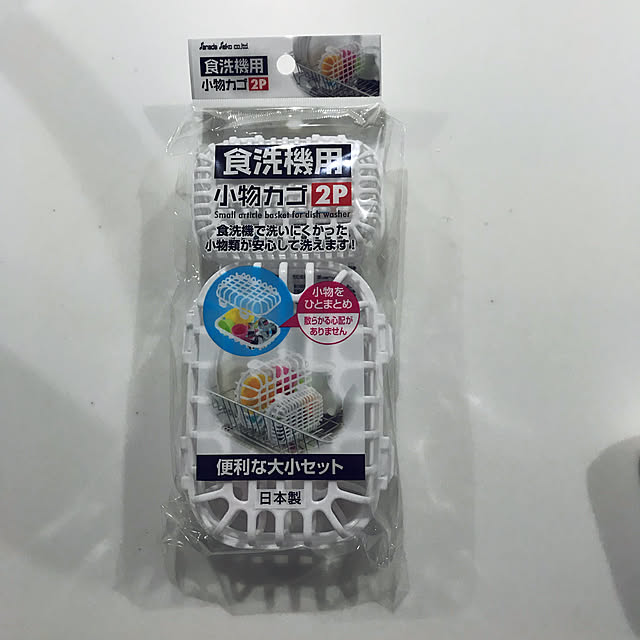 Sanada Seiko co.ltd.
食洗機用
小物カゴ 2P
食洗機用
小物カゴ 2P
Small article basket for dish washer
食洗機で洗いにくかった
小物類が安心して洗えます!
小物を
ひとまとめ
散らかる心配が
ありません
便利な大小セット
日本製